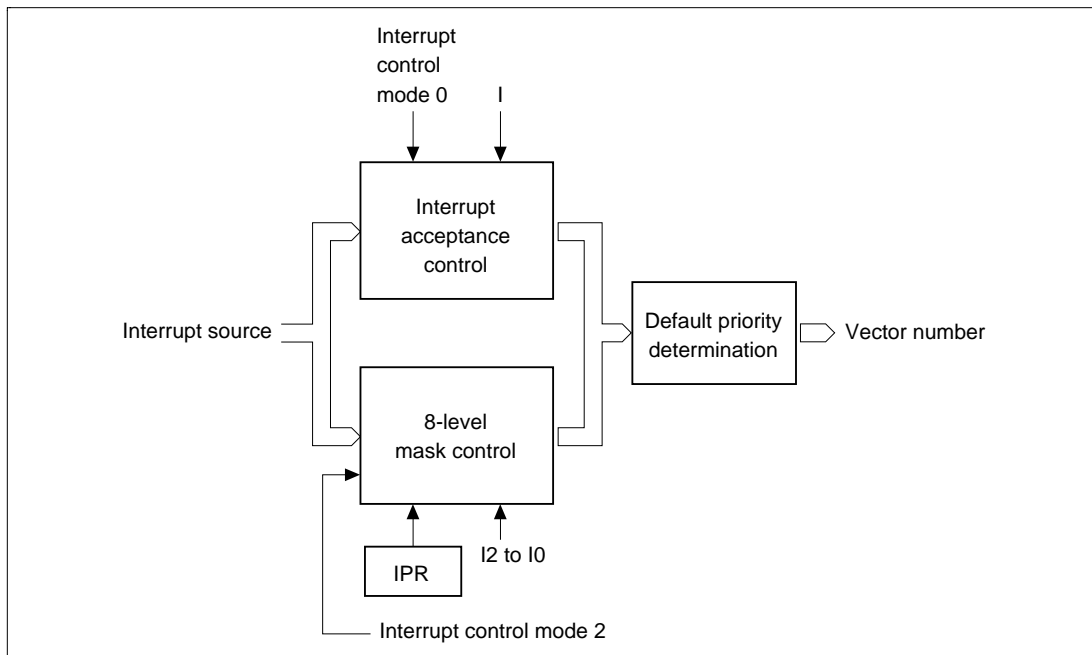 Interrupt
control
mode 0
I
Interrupt
acceptance
control
Interrupt source
Default priority
determination
Vector number
8-level
mask control
IPR
I2 to I0
Interrupt control mode 2